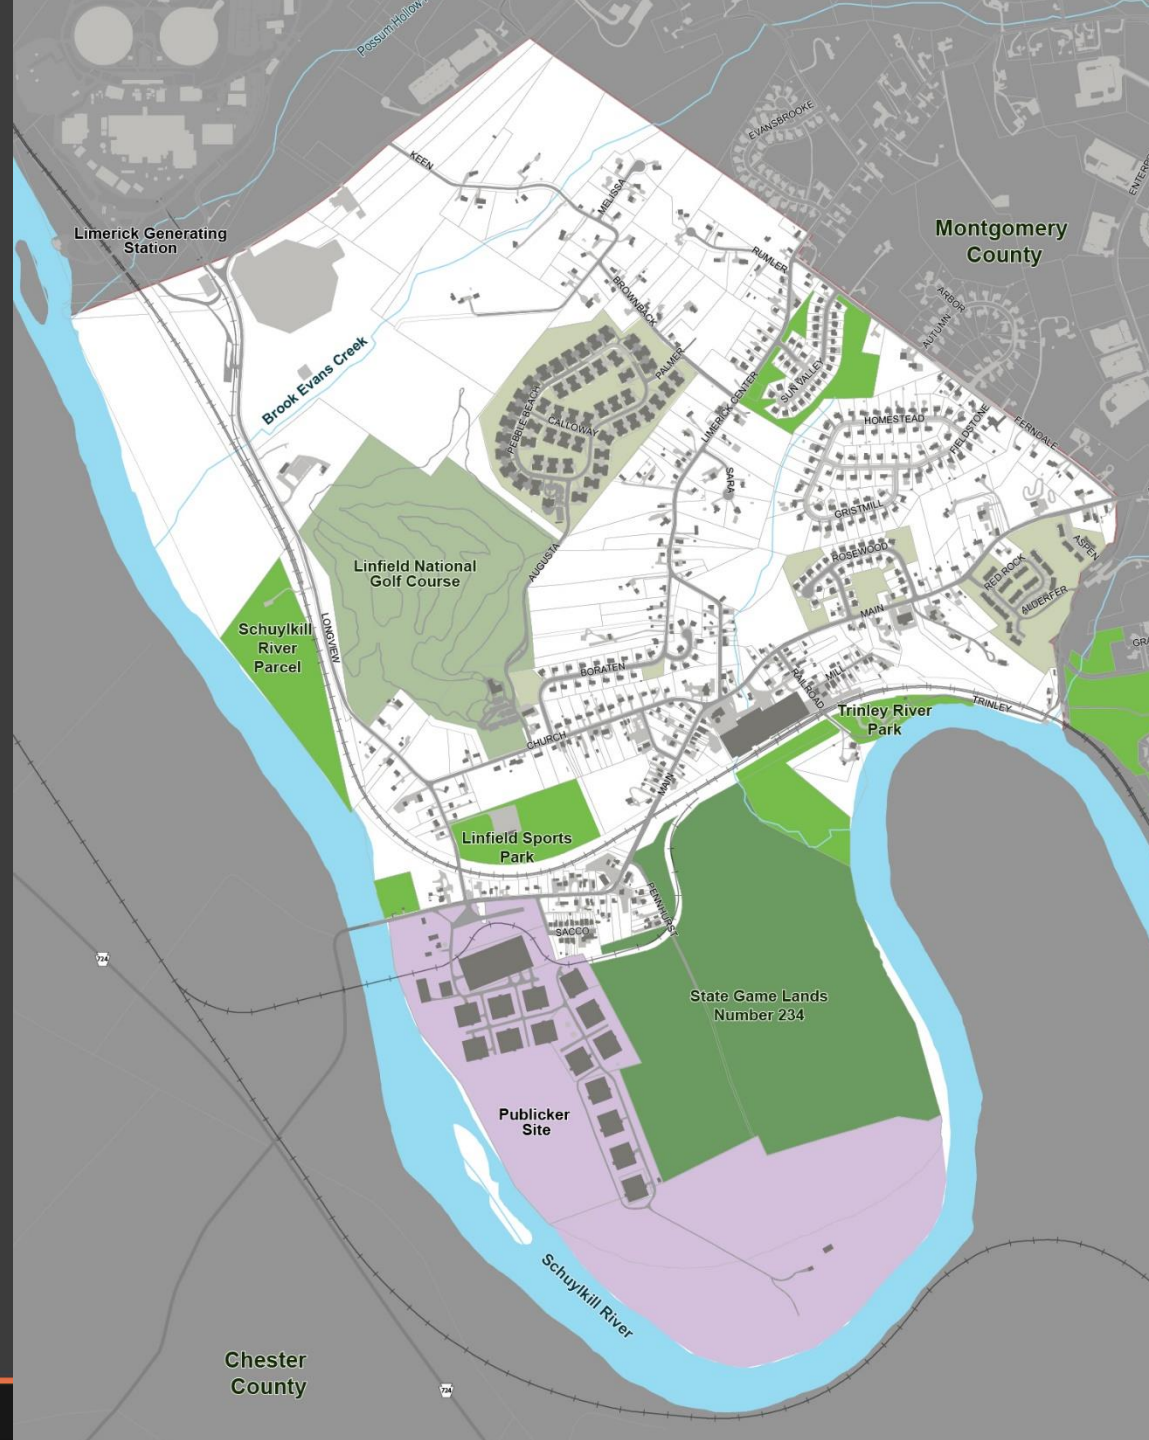 Possum Hollow
EVANSBROOKE
KEEN
MELISSA
Limerick Generating
Station
Montgomery
County
RUMLER
BROWNBACK
ARBOR
AUTUMN
Brook Evans Creek
PALMER
SUN VALLEY
LIMERICK CENTER
PEBBLE BEACH
CALLOWAY
HOMESTEAD
FIELDSTONE
FERNDALE
SARA
GRISTMILL
ROSEWOOD
ASPEN
RED ROCK
ALDERFER
Linfield National
Golf Course
AUGUSTA
MAIN
LONGVIEW
Schuylkill
River
Parcel
BORATEN
RAILROAD
MILL
Trinley River
Park
TRINLEY
CHURCH
MAIN
Linfield Sports
Park
PENNHURST
SACCO
724
State Game Lands
Number 234
Publicker
Site
Schuylkill River
Chester
County
724